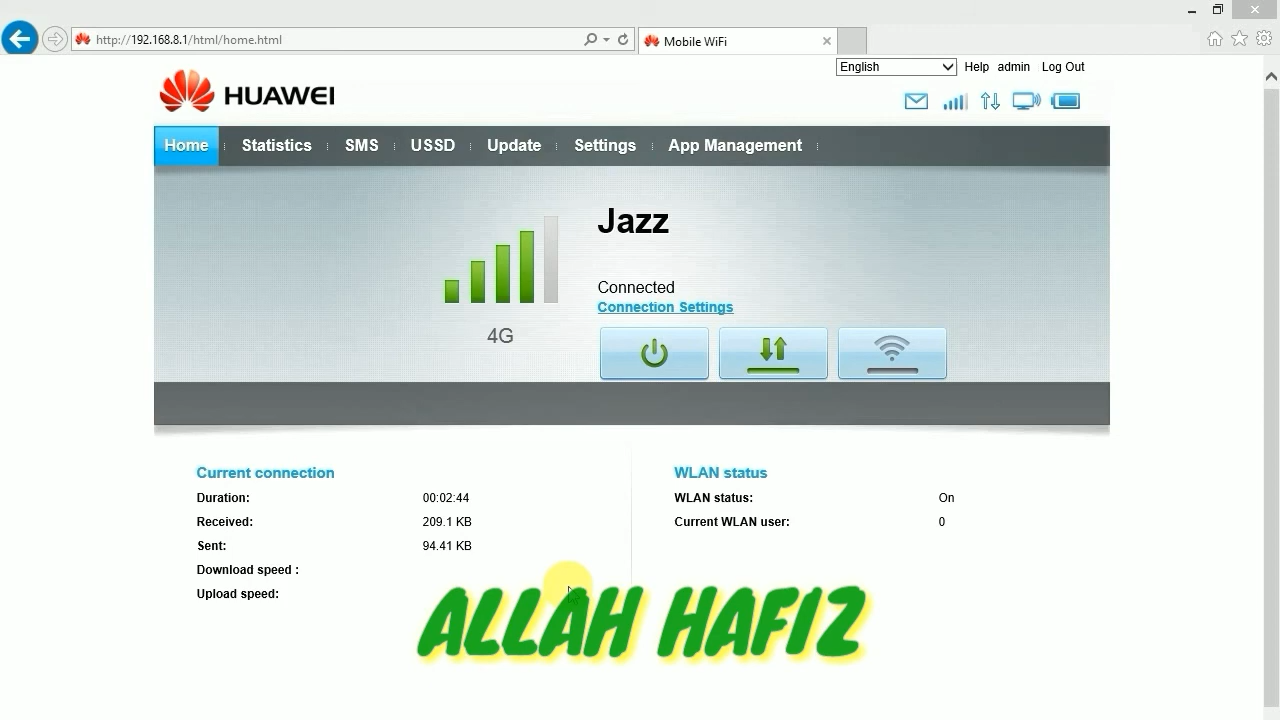 http://192.168.8.1/html/home.html
Mobile WiFi
English Help admin Log Out
HUAWEI
Home Statistics SMS USSD Update Settings App Management
Jazz
Connected
Connection Settings
4G
Current connection
Duration: 00:02:44
Received: 209.1 KB
Sent: 94.41 KB
Download speed :
Upload speed:
WLAN status
WLAN status: On
Current WLAN user: 0
ALLAH HAFIZ